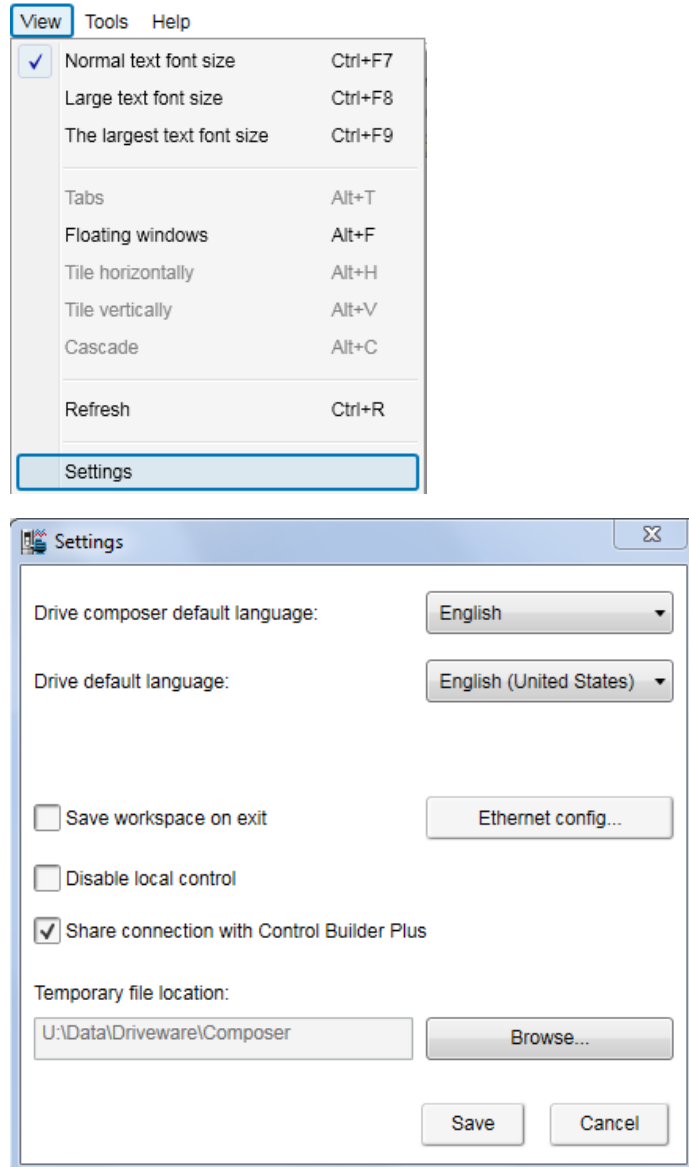 View Tools Help
Normal text font size Ctrl+F7
Large text font size Ctrl+F8
The largest text font size Ctrl+F9
Tabs Alt+T
Floating windows Alt+F
Tile horizontally Alt+H
Tile vertically Alt+V
Cascade Alt+C
Refresh Ctrl+R
Settings
Settings
Drive composer default language: English
Drive default language: English (United States)
Save workspace on exit Ethernet config...
Disable local control
Share connection with Control Builder Plus
Temporary file location:
U:\Data\Driveware\Composer Browse...
Save Cancel